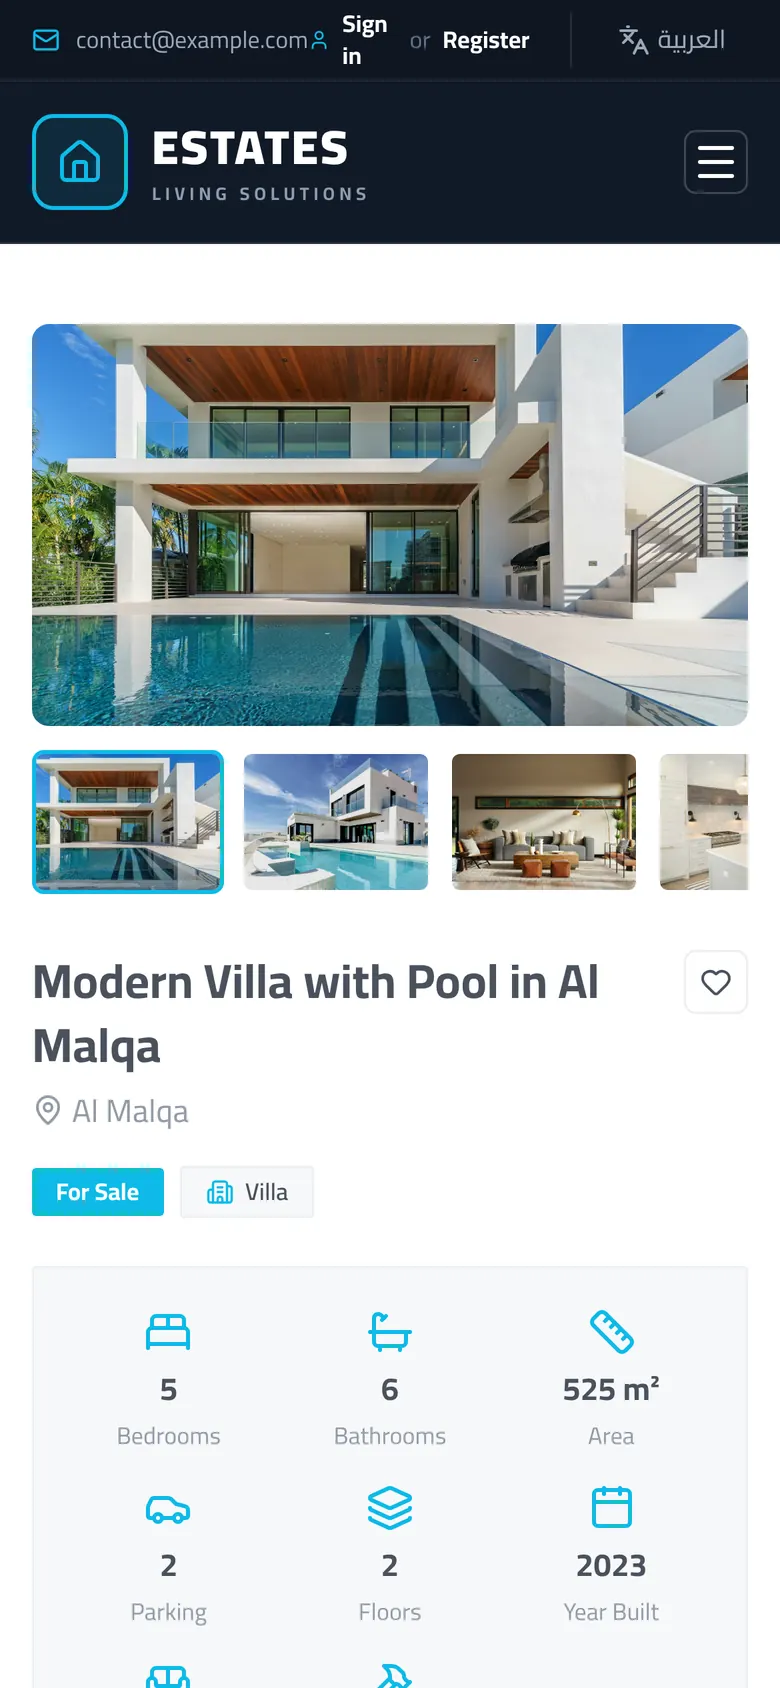 contact@example.com Sign in or Register العربية
ESTATES
LIVING SOLUTIONS
Modern Villa with Pool in Al
Malqa
Al Malqa
For Sale Villa
5 6 525 m²
Bedrooms Bathrooms Area
2 2 2023
Parking Floors Year Built